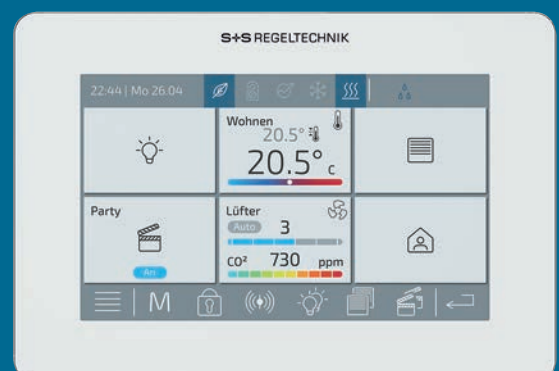 S+S REGELTECHNIK
22:44 | Mo 26.04
Wohnen
20.5°
20.5° C
Party
An
Lüfter
Auto 3
CO² 730 ppm
M